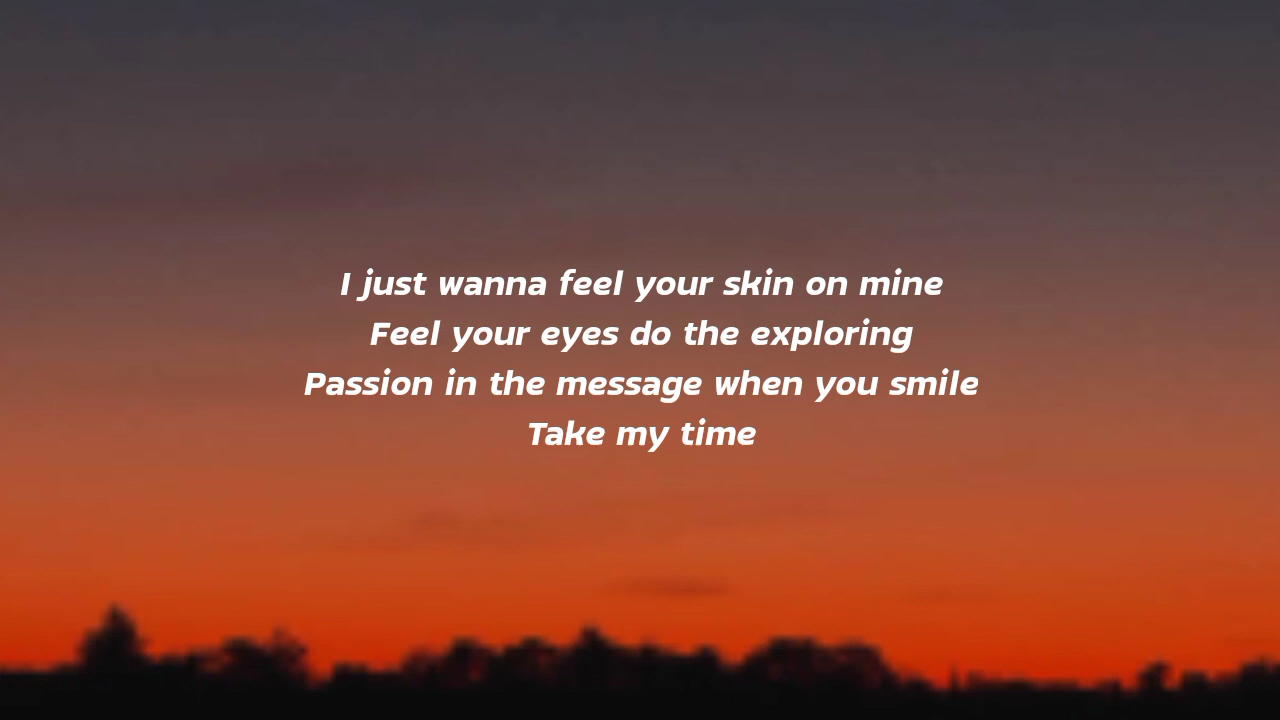 I just wanna feel your skin on mine
Feel your eyes do the exploring
Passion in the message when you smile
Take my time